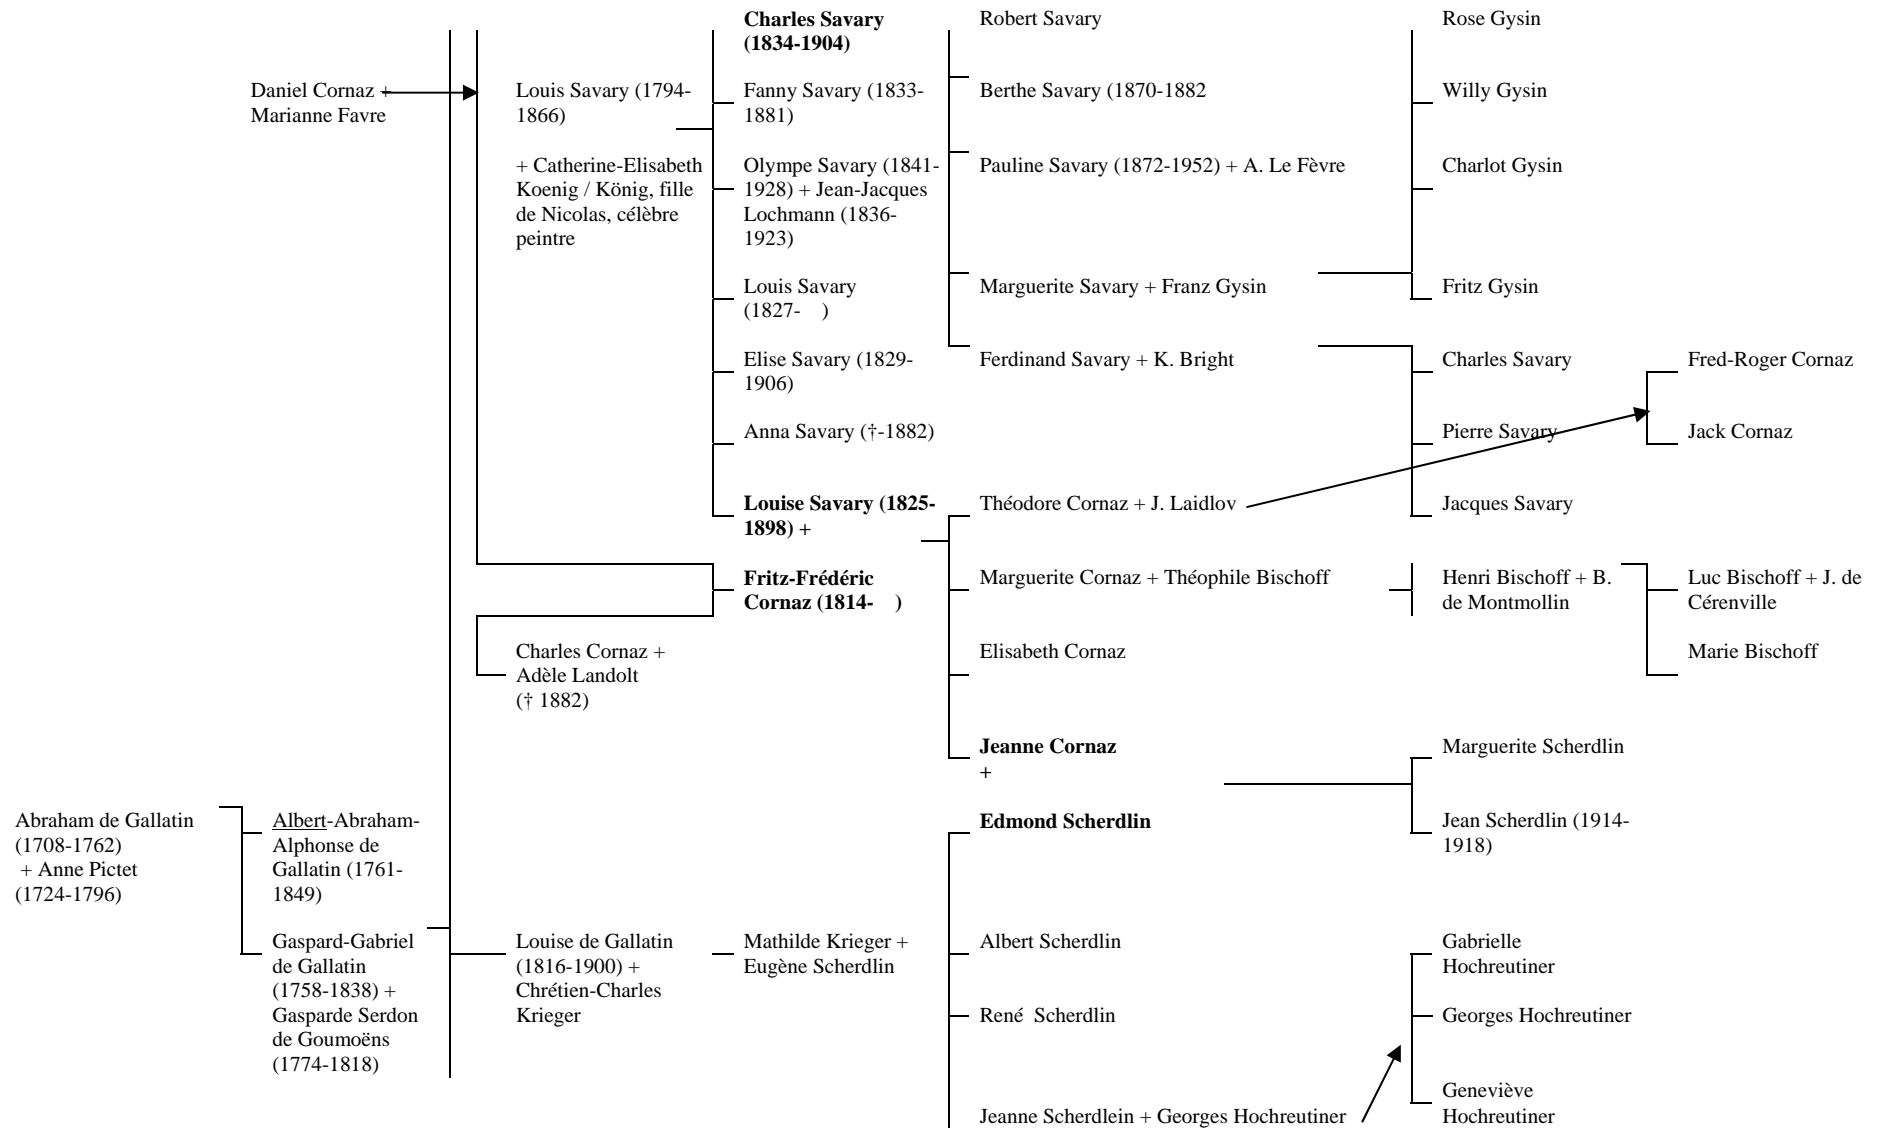 Charles Savary
(1834-1904)
Robert Savary
Rose Gysin
Daniel Cornaz +
Marianne Favre
Louis Savary (1794-
1866)
+ Catherine-Elisabeth
Koenig / König, fille
de Nicolas, célèbre
peintre
Fanny Savary (1833-
1881)
Berthe Savary (1870-1882
Willy Gysin
Olympe Savary (1841-
1928) + Jean-Jacques
Lochmann (1836-
1923)
Pauline Savary (1872-1952) + A. Le Fèvre
Charlot Gysin
Louis Savary
(1827-    )
Marguerite Savary + Franz Gysin
Fritz Gysin
Elise Savary (1829-
1906)
Ferdinand Savary + K. Bright
Charles Savary
Fred-Roger Cornaz
Anna Savary (†-1882)
Pierre Savary
Jack Cornaz
Louise Savary (1825-
1898) +
Théodore Cornaz + J. Laidlov
Jacques Savary
Fritz-Frédéric
Cornaz (1814-    )
Marguerite Cornaz + Théophile Bischoff
Henri Bischoff + B.
de Montmollin
Luc Bischoff + J. de
Cérenville
Charles Cornaz +
Adèle Landolt
(† 1882)
Elisabeth Cornaz
Marie Bischoff
Jeanne Cornaz
+
Marguerite Scherdlin
Abraham de Gallatin
(1708-1762)
+ Anne Pictet
(1724-1796)
Albert-Abraham-
Alphonse de
Gallatin (1761-
1849)
Edmond Scherdlin
Jean Scherdlin (1914-
1918)
Gaspard-Gabriel
de Gallatin
(1758-1838) +
Gasparde Serdon
de Goumoëns
(1774-1818)
Louise de Gallatin
(1816-1900) +
Chrétien-Charles
Krieger
Mathilde Krieger +
Eugène Scherdlin
Albert Scherdlin
Gabrielle
Hochreutiner
René  Scherdlin
Georges Hochreutiner
Jeanne Scherdlein + Georges Hochreutiner
Geneviève
Hochreutiner